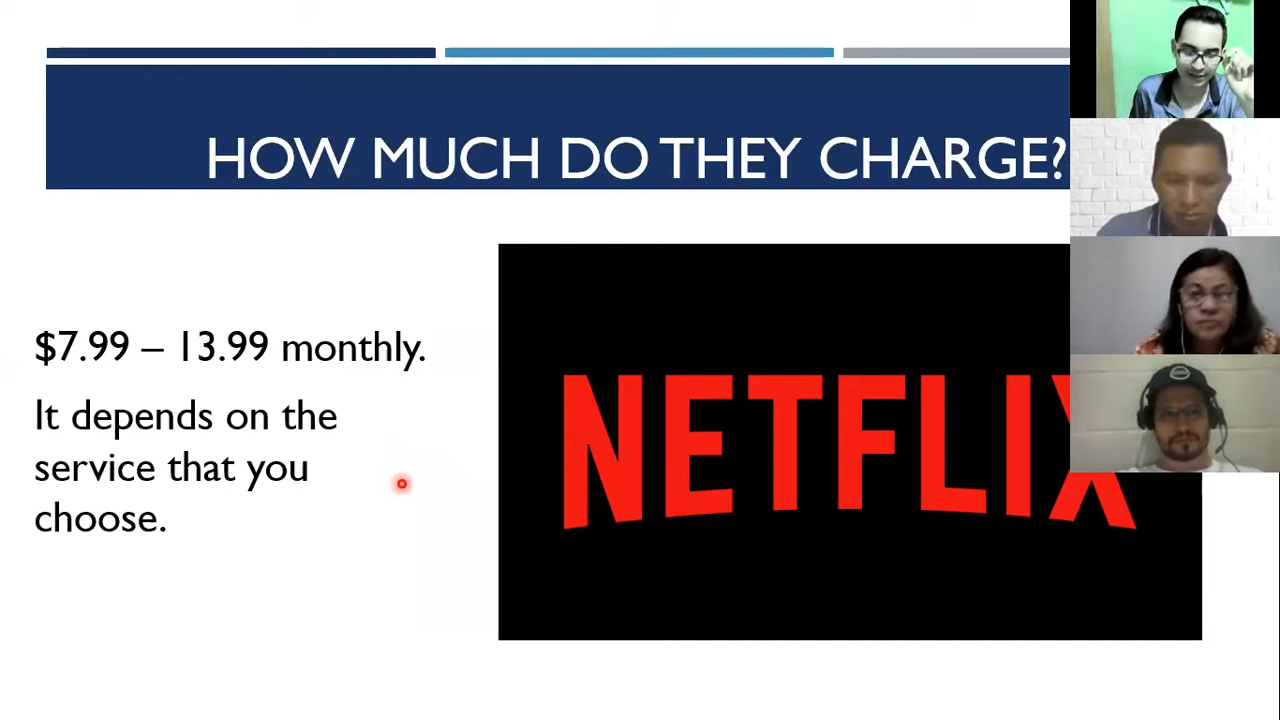 HOW MUCH DO THEY CHARGE?
$7.99 – 13.99 monthly.
It depends on the
service that you
choose.
NETFLIX